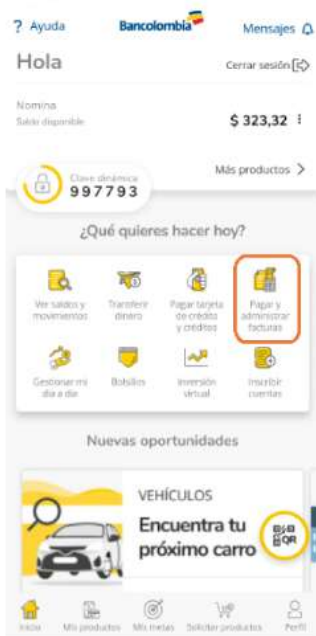 ? Ayuda
Bancolombia
Mensajes
Hola
Cerrar sesión
Nomina
Saldo disponible
$ 323,32
Clave dinámica
997793
Más productos >
¿Qué quieres hacer hoy?
Ver saldos y
movimientos
Transferir
dinero
Pagar tarjeta
de crédito
y créditos
Pagar y
administrar
facturas
Gestionar mi
día a día
Bolsillos
Inversión
virtual
Inscribir
cuentas
Nuevas oportunidades
VEHÍCULOS
Encuentra tu
próximo carro
QR
Inicio
Mis productos
Mis metas
Solicitar productos
Perfil